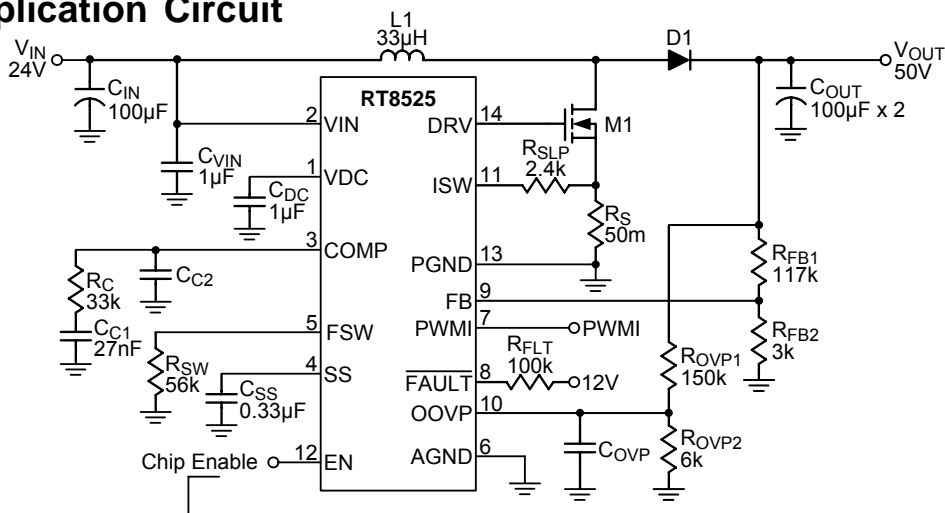 plication Circuit
L1
33µH
D1
VIN
24V
VOUT
50V
CIN
100µF
COUT
100µF x 2
RT8525
2
VIN
DRV
14
M1
CVIN
1µF
1
VDC
RSLP
2.4k
ISW
11
CDC
1µF
RS
50m
3
COMP
CC2
RC
33k
PGND
13
RFB1
117k
FB
9
CC1
27nF
5
FSW
PWMI
7
PWMI
RFB2
3k
RSW
56k
RFLT
100k
ROVP1
150k
4
SS
FAULT
8
12V
CSS
0.33µF
OOVP
10
COVP
ROVP2
6k
Chip Enable
12
EN
AGND
6